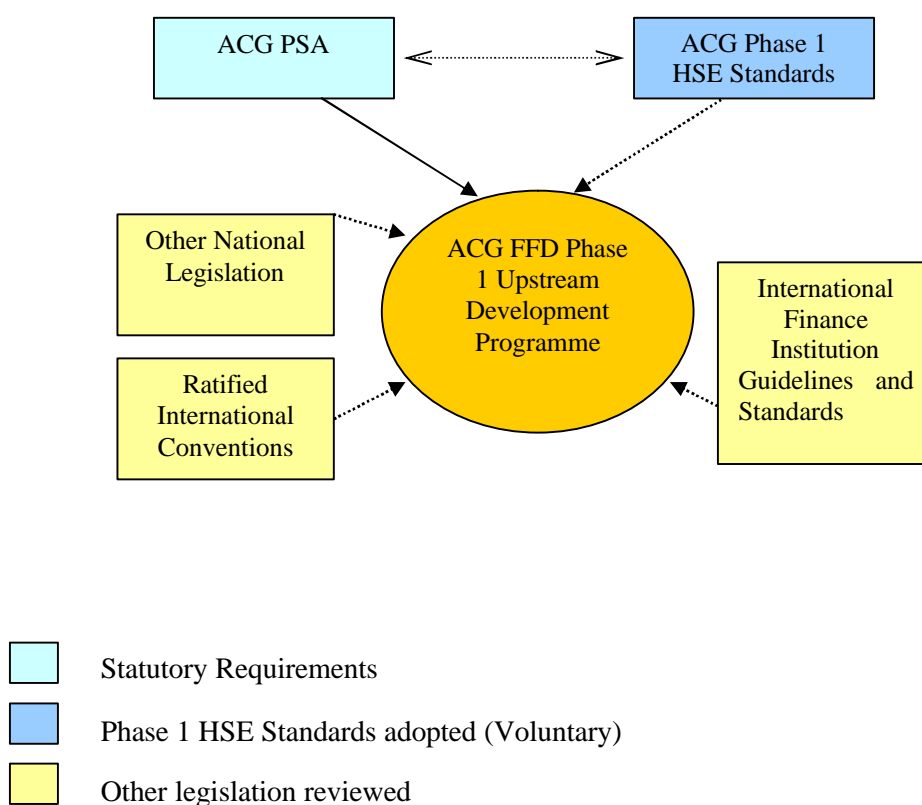 ACG PSA
ACG Phase 1
HSE Standards
Other National
Legislation
ACG FFD Phase
1 Upstream
Development
Programme
International
Finance
Institution
Guidelines and
Standards
Ratified
International
Conventions
Statutory Requirements
Phase 1 HSE Standards adopted (Voluntary)
Other legislation reviewed